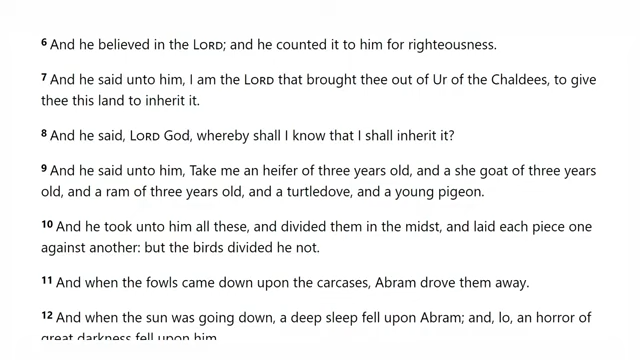 6 And he believed in the LORD; and he counted it to him for righteousness.
7 And he said unto him, I am the LORD that brought thee out of Ur of the Chaldees, to give
thee this land to inherit it.
8 And he said, LORD God, whereby shall I know that I shall inherit it?
9 And he said unto him, Take me an heifer of three years old, and a she goat of three years
old, and a ram of three years old, and a turtledove, and a young pigeon.
10 And he took unto him all these, and divided them in the midst, and laid each piece one
against another: but the birds divided he not.
11 And when the fowls came down upon the carcases, Abram drove them away.
12 And when the sun was going down, a deep sleep fell upon Abram; and, lo, an horror of
great darkness fell upon him